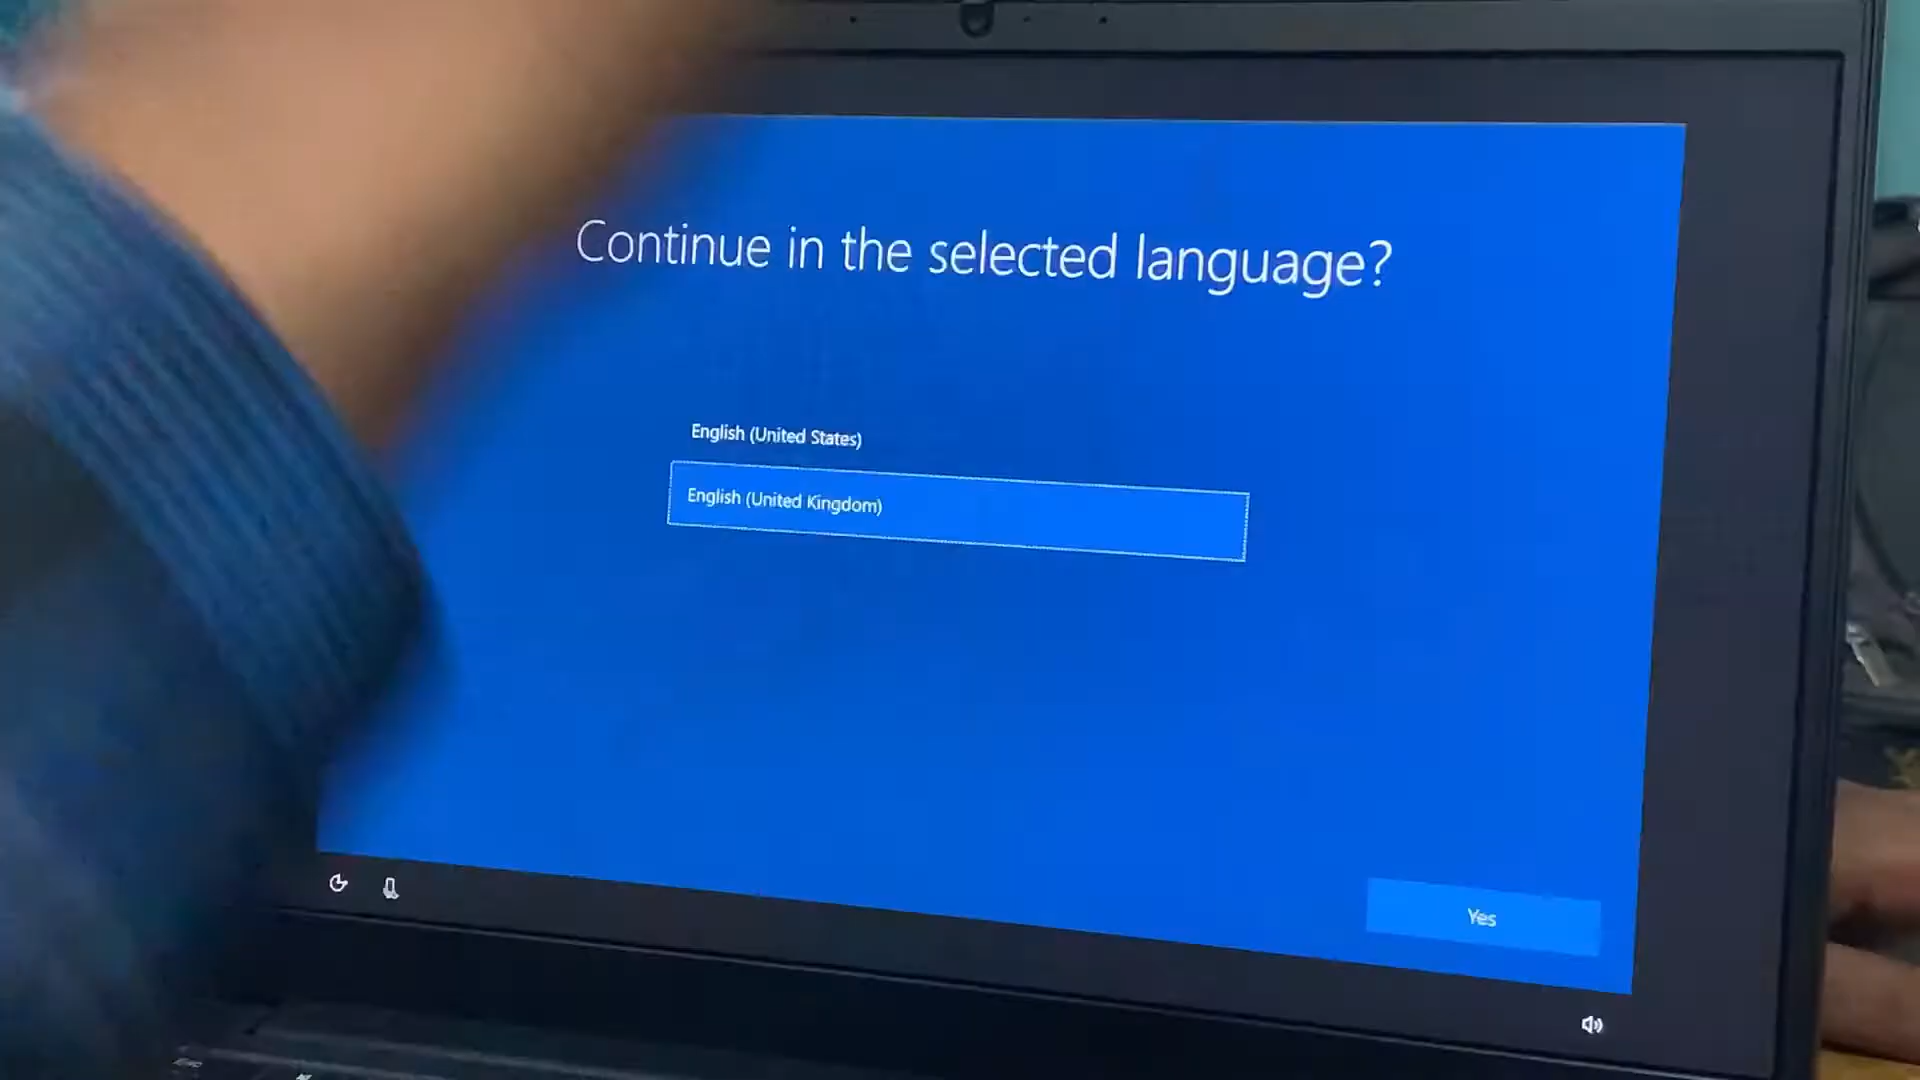 Continue in the selected language?
English (United States)
English (United Kingdom)
Yes